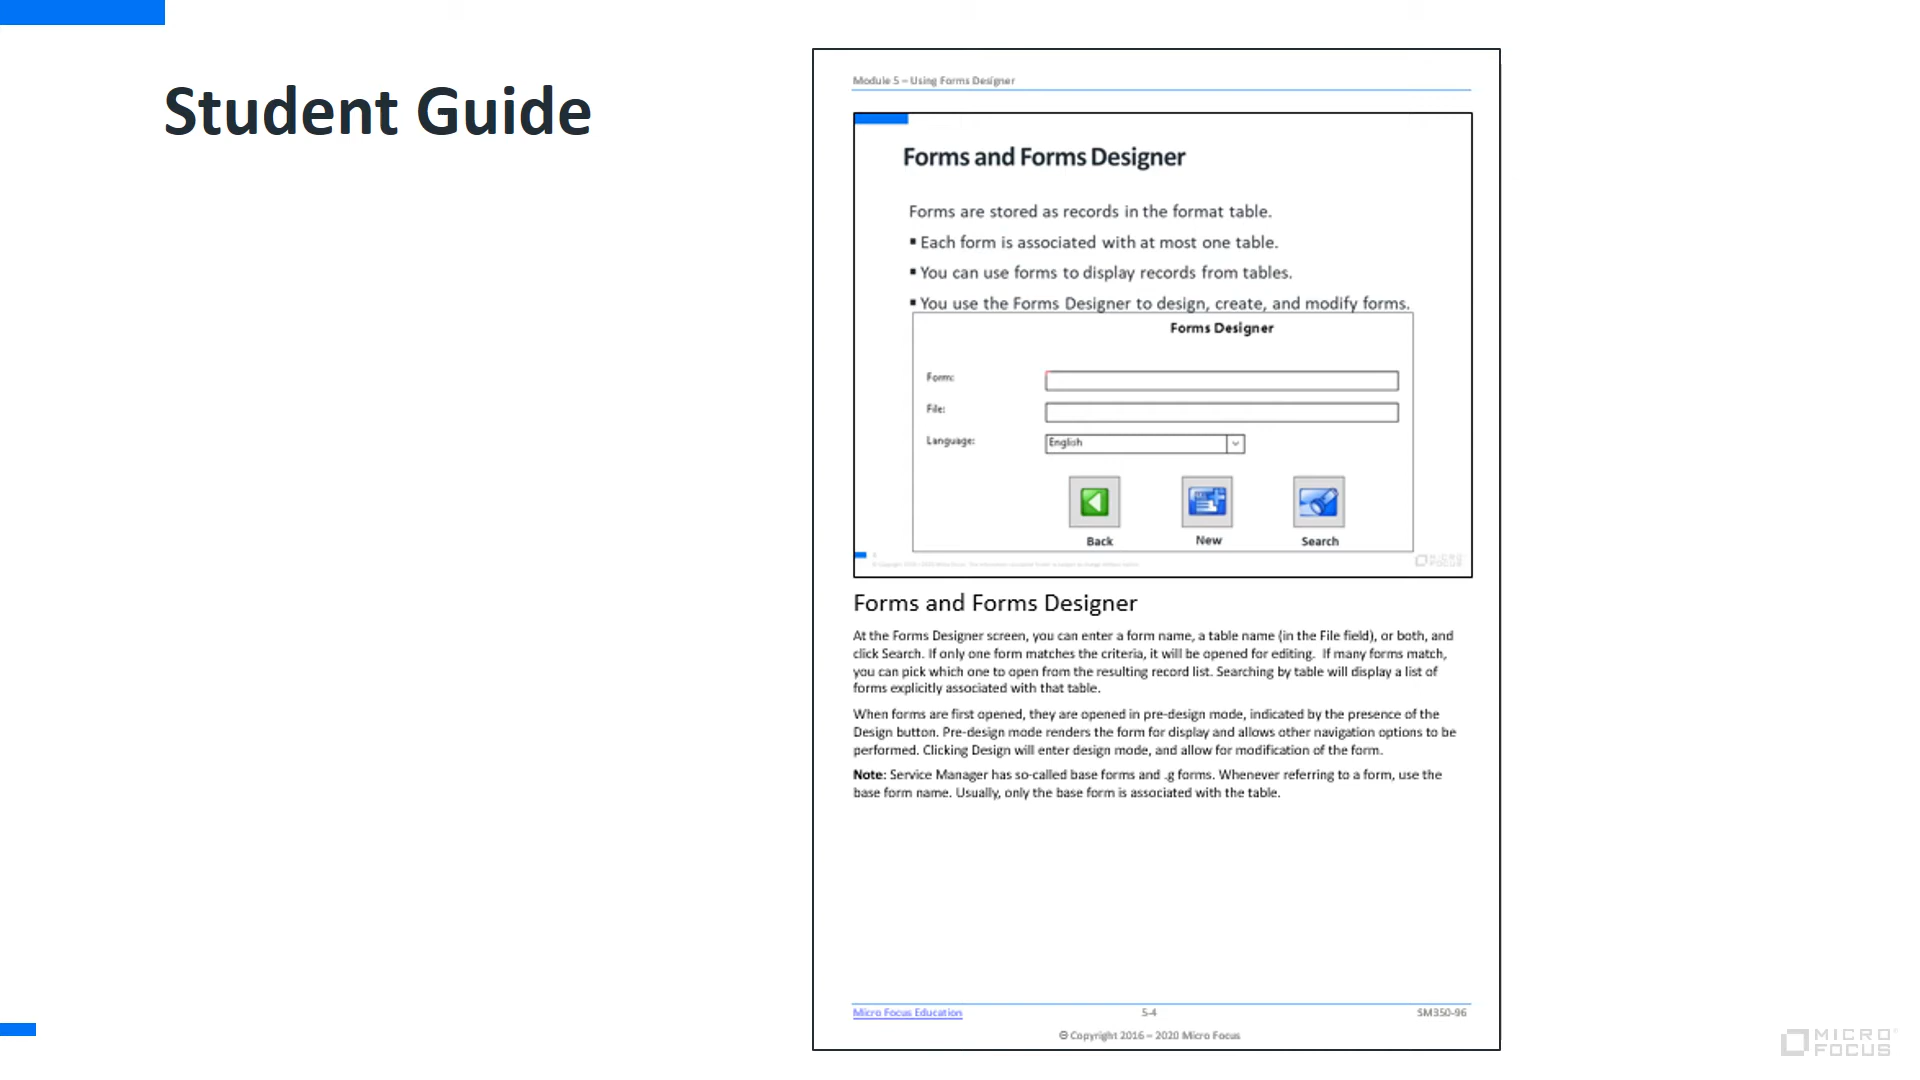 Student Guide
Module 5 – Using Forms Designer
Forms and Forms Designer
Forms are stored as records in the format table.
▪ Each form is associated with at most one table.
▪ You can use forms to display records from tables.
▪ You use the Forms Designer to design, create, and modify forms.
Forms Designer
Form:
File:
Language: English
Back New Search
MICRO
FOCUS
Forms and Forms Designer
At the Forms Designer screen, you can enter a form name, a table name (in the File field), or both, and
click Search. If only one form matches the criteria, it will be opened for editing. If many forms match,
you can pick which one to open from the resulting record list. Searching by table will display a list of
forms explicitly associated with that table.
When forms are first opened, they are opened in pre-design mode, indicated by the presence of the
Design button. Pre-design mode renders the form for display and allows other navigation options to be
performed. Clicking Design will enter design mode, and allow for modification of the form.
Note: Service Manager has so-called base forms and .g forms. Whenever referring to a form, use the
base form name. Usually, only the base form is associated with the table.
Micro Focus Education 5-4 SM350-96
© Copyright 2016 – 2020 Micro Focus
MICRO
FOCUS